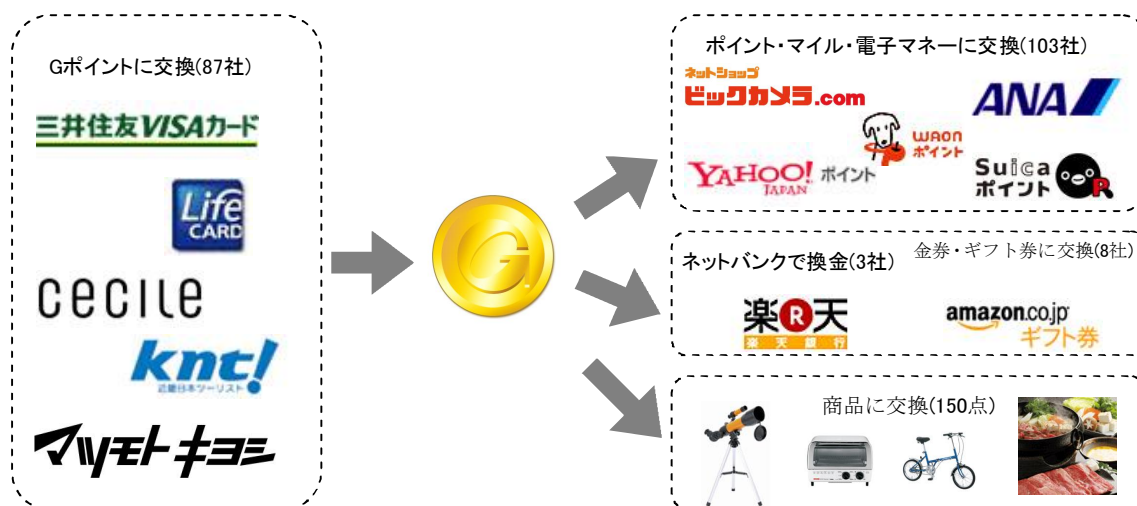 Gポイントに交換(87社)
三井住友VISAカード
Life
CARD
cecile
knt!
近畿日本ツーリスト
マツモトキヨシ
G
ポイント・マイル・電子マネーに交換(103社)
ネットショップ
ビックカメラ.com
ANA
WAON
ポイント
YAHOO!
JAPAN
ポイント
Suica
ポイント
R
ネットバンクで換金(3社)
金券・ギフト券に交換(8社)
楽R天
楽天銀行
amazon.co.jp
ギフト券
商品に交換(150点)